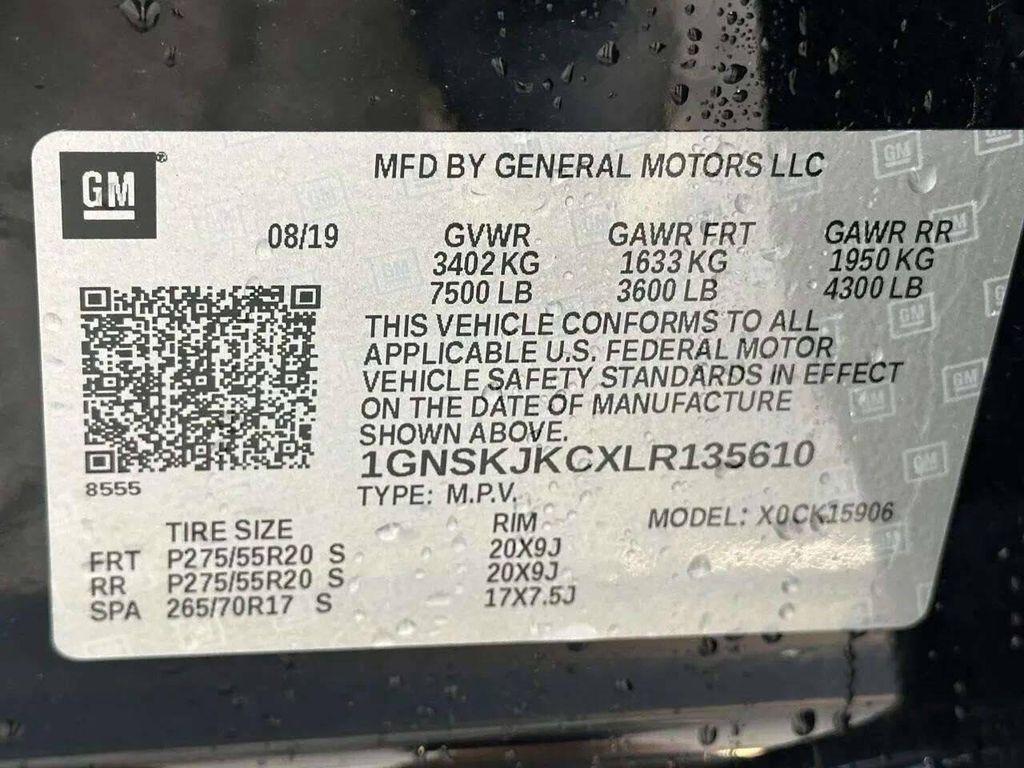 GM
MFD BY GENERAL MOTORS LLC
08/19 GVWR GAWR FRT GAWR RR
3402 KG 1633 KG 1950 KG
7500 LB 3600 LB 4300 LB
THIS VEHICLE CONFORMS TO ALL
APPLICABLE U.S. FEDERAL MOTOR
VEHICLE SAFETY STANDARDS IN EFFECT
ON THE DATE OF MANUFACTURE
SHOWN ABOVE.
1GNSKJKCXLR135610
8555
TYPE: M.P.V.
TIRE SIZE RIM MODEL: X0CK15906
FRT P275/55R20 S 20X9J
RR P275/55R20 S 20X9J
SPA 265/70R17 S 17X7.5J